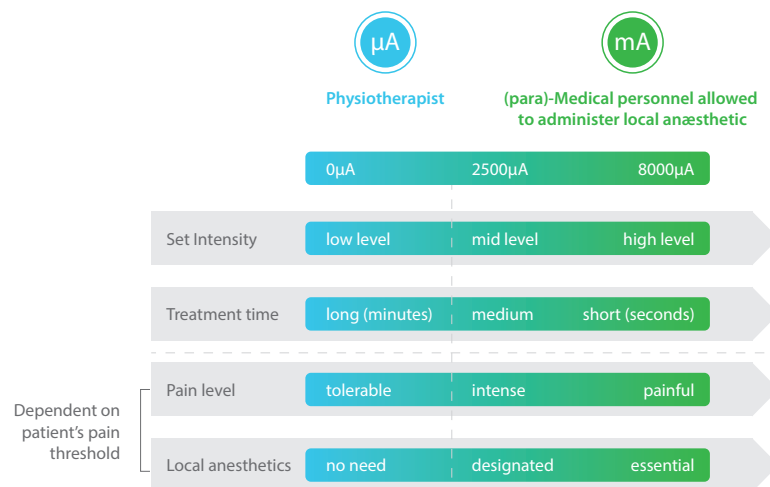 µA
mA
Physiotherapist
(para)-Medical personnel allowed
to administer local anæsthetic
0µA 2500µA 8000µA
Set Intensity low level mid level high level
Treatment time long (minutes) medium short (seconds)
Pain level tolerable intense painful
Dependent on
patient’s pain
threshold
Local anesthetics no need designated essential